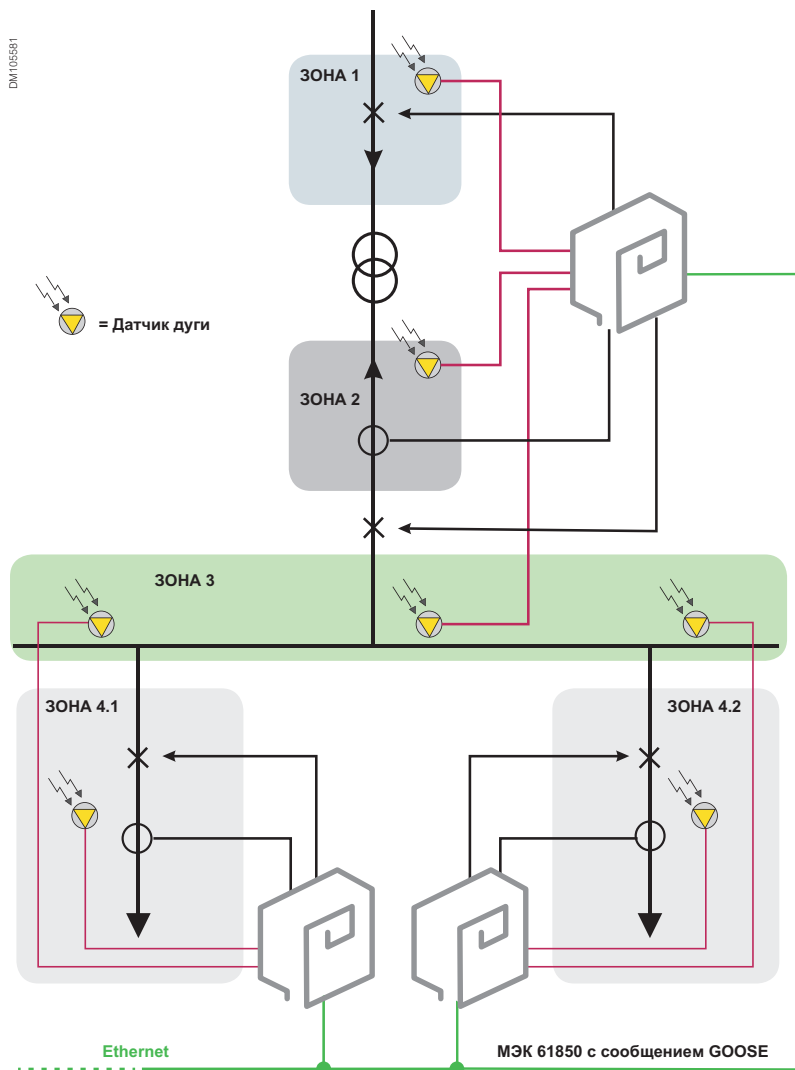 DM105581
ЗОНА 1
= Датчик дуги
ЗОНА 2
ЗОНА 3
ЗОНА 4.1
ЗОНА 4.2
Ethernet
МЭК 61850 с сообщением GOOSE